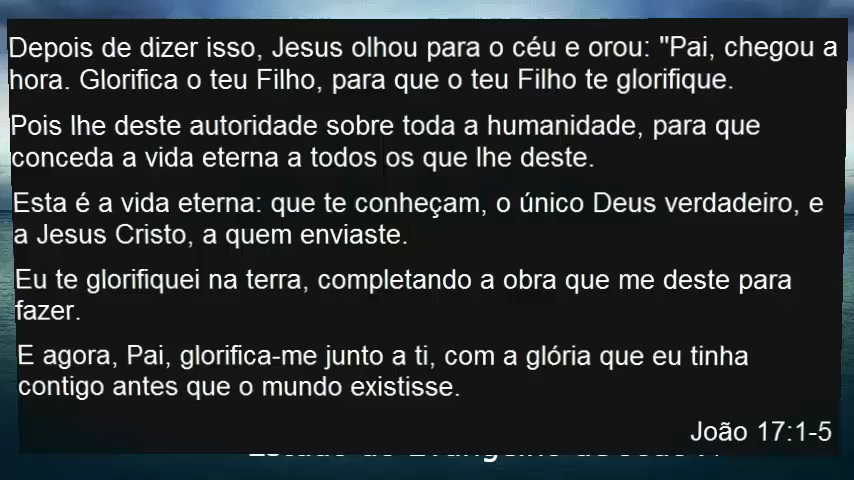 Depois de dizer isso, Jesus olhou para o céu e orou: "Pai, chegou a
hora. Glorifica o teu Filho, para que o teu Filho te glorifique.
Pois lhe deste autoridade sobre toda a humanidade, para que
conceda a vida eterna a todos os que lhe deste.
Esta é a vida eterna: que te conheçam, o único Deus verdadeiro, e
a Jesus Cristo, a quem enviaste.
Eu te glorifiquei na terra, completando a obra que me deste para
fazer.
E agora, Pai, glorifica-me junto a ti, com a glória que eu tinha
contigo antes que o mundo existisse.
João 17:1-5